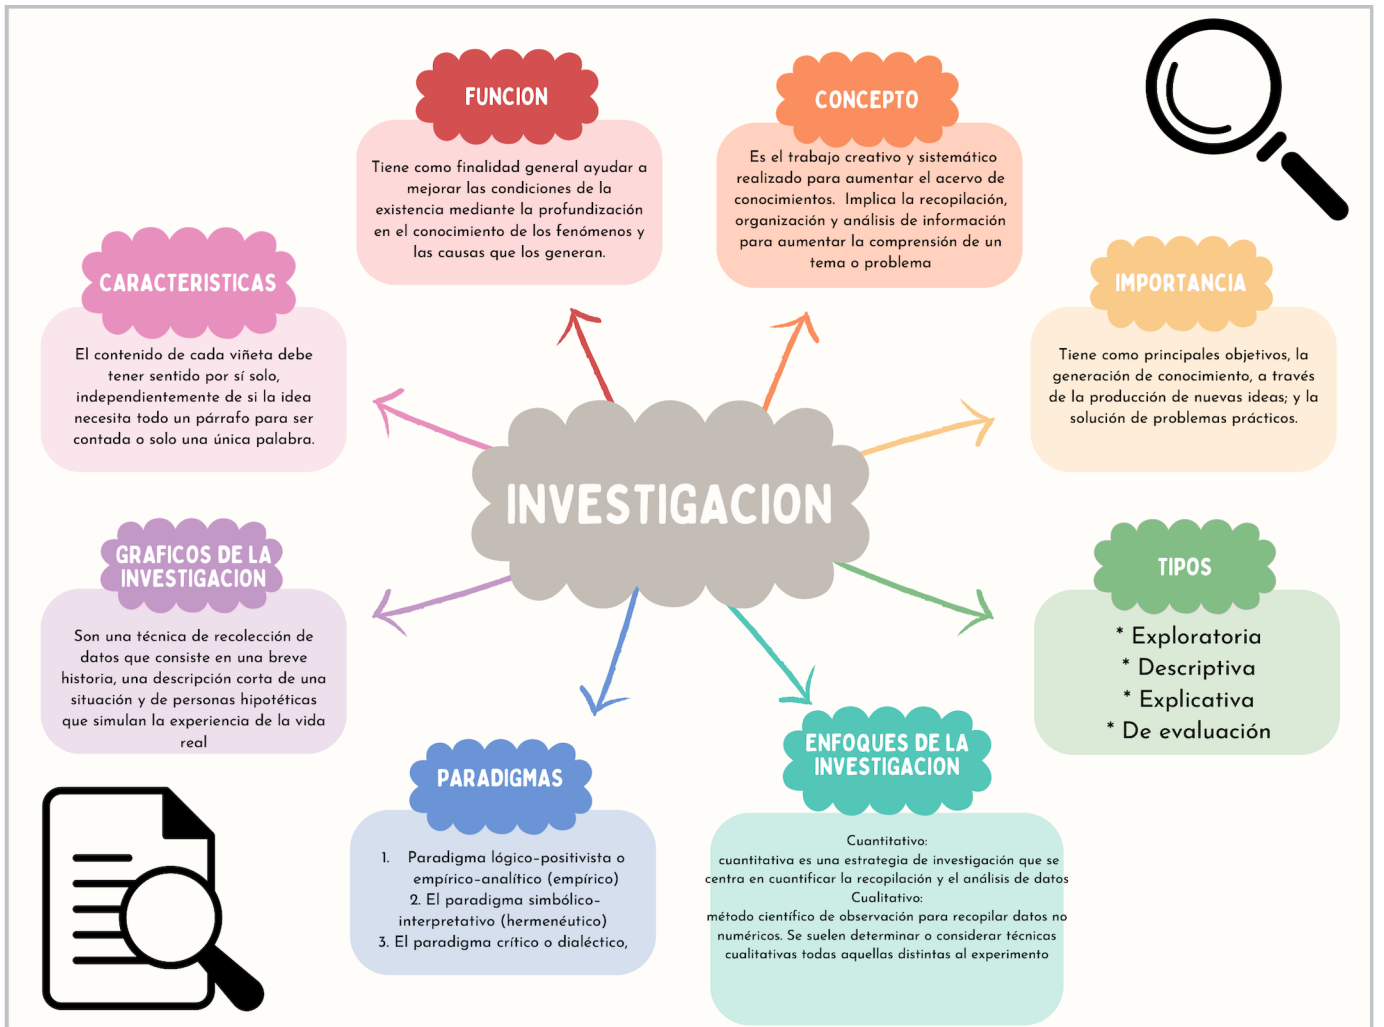 FUNCION
Tiene como finalidad general ayudar a
mejorar las condiciones de la
existencia mediante la profundización
en el conocimiento de los fenómenos y
las causas que los generan.
CONCEPTO
Es el trabajo creativo y sistemático
realizado para aumentar el acervo de
conocimientos. Implica la recopilación,
organización y análisis de información
para aumentar la comprensión de un
tema o problema
CARACTERISTICAS
El contenido de cada viñeta debe
tener sentido por sí solo,
independientemente de si la idea
necesita todo un párrafo para ser
contada o solo una única palabra.
IMPORTANCIA
Tiene como principales objetivos, la
generación de conocimiento, a través
de la producción de nuevas ideas; y la
solución de problemas prácticos.
INVESTIGACION
GRAFICOS DE LA
INVESTIGACION
Son una técnica de recolección de
datos que consiste en una breve
historia, una descripción corta de una
situación y de personas hipotéticas
que simulan la experiencia de la vida
real
TIPOS
* Exploratoria
* Descriptiva
* Explicativa
* De evaluación
PARADIGMAS
1. Paradigma lógico-positivista o
empírico-analítico (empírico)
2. El paradigma simbólico-
interpretativo (hermenéutico)
3. El paradigma crítico o dialéctico,
ENFOQUES DE LA
INVESTIGACION
Cuantitativo:
cuantitativa es una estrategia de investigación que se
centra en cuantificar la recopilación y el análisis de datos
Cualitativo:
método científico de observación para recopilar datos no
numéricos. Se suelen determinar o considerar técnicas
cualitativas todas aquellas distintas al experimento